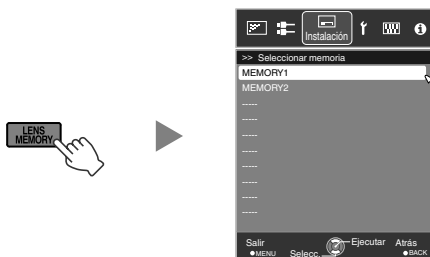 LENS
MEMORY
Instalación
>> Seleccionar memoria
MEMORY1
MEMORY2
-----
-----
-----
-----
-----
-----
-----
-----
Salir
●MENU
Selecc.
Ejecutar
Atrás
●BACK